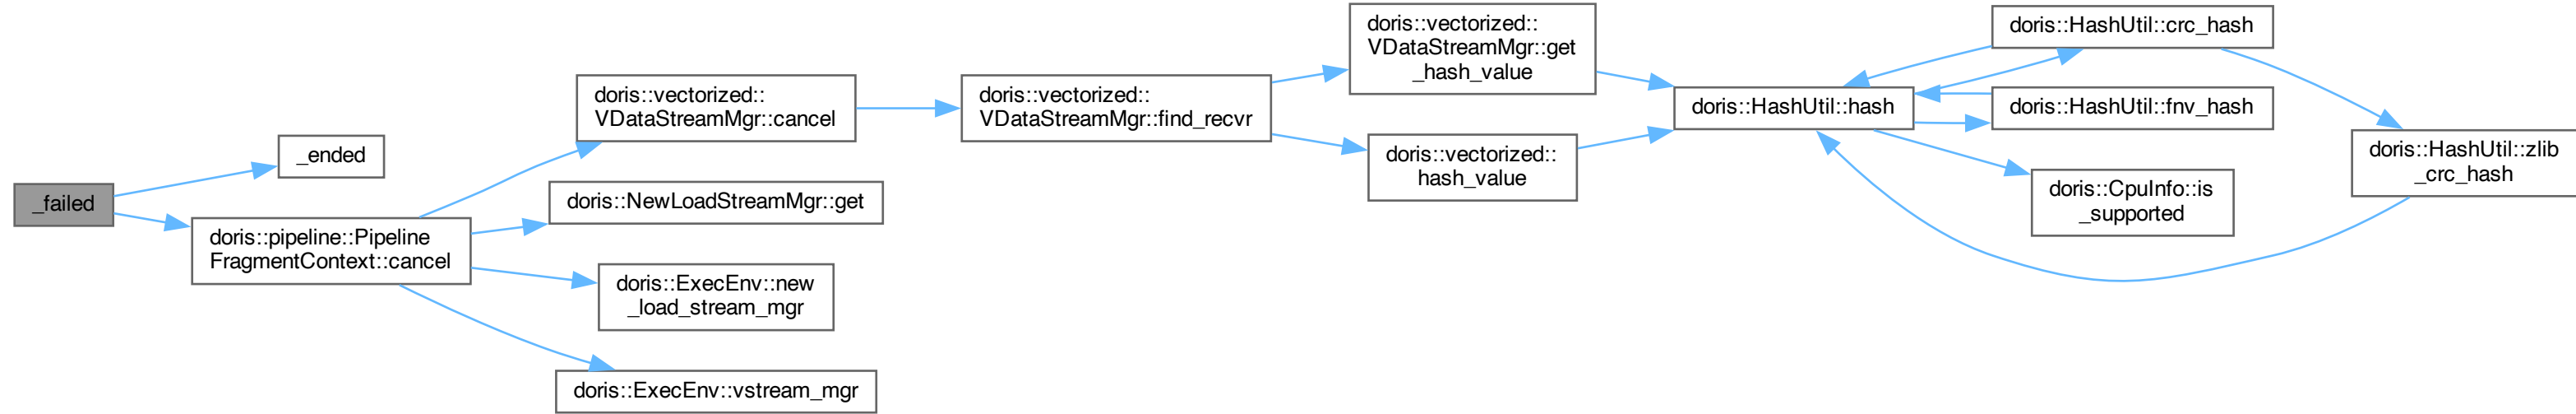 _failed
_ended
doris::pipeline::Pipeline
FragmentContext::cancel
doris::vectorized::
VDataStreamMgr::cancel
doris::NewLoadStreamMgr::get
doris::ExecEnv::new
_load_stream_mgr
doris::ExecEnv::vstream_mgr
doris::vectorized::
VDataStreamMgr::find_recvr
doris::vectorized::
VDataStreamMgr::get
_hash_value
doris::vectorized::
hash_value
doris::HashUtil::hash
doris::HashUtil::crc_hash
doris::HashUtil::fnv_hash
doris::CpuInfo::is
_supported
doris::HashUtil::zlib
_crc_hash